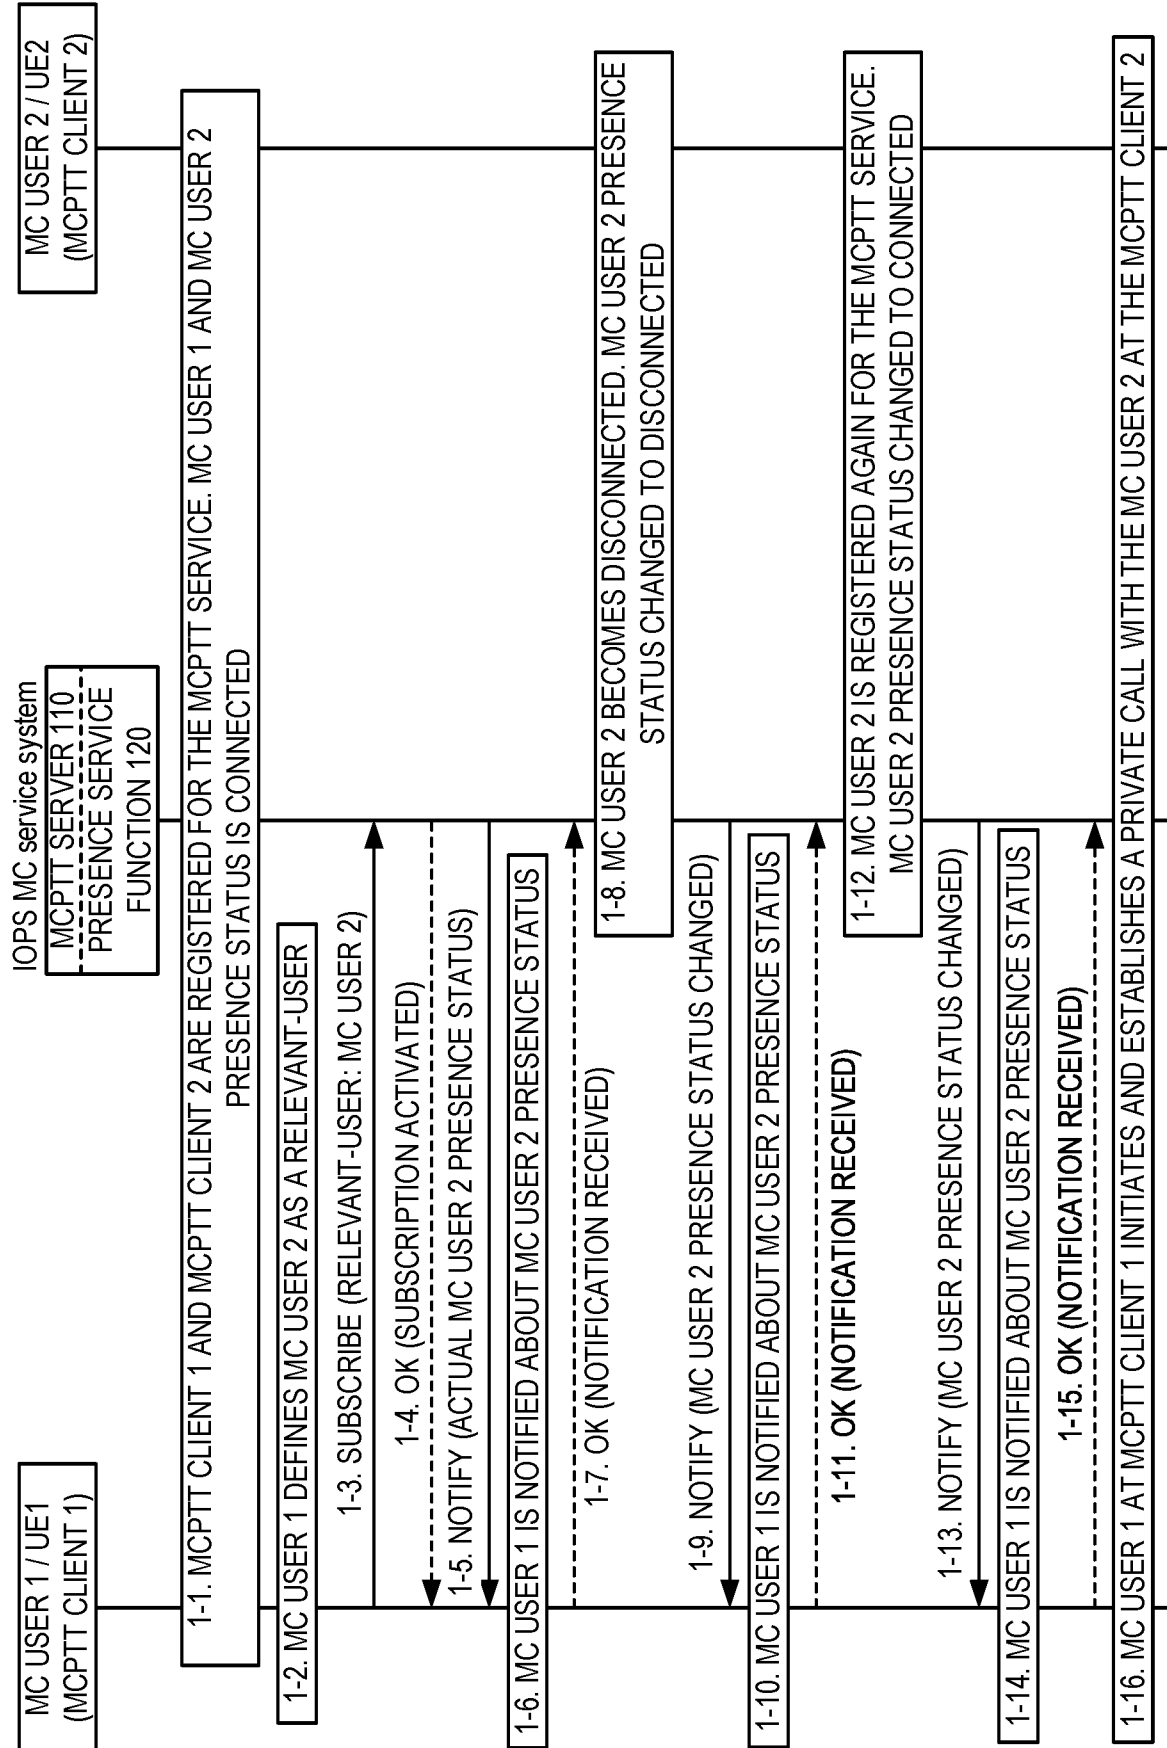 MC USER 1 / UE1
(MCPTT CLIENT 1)
IOPS MC service system
MCPTT SERVER 110
PRESENCE SERVICE
FUNCTION 120
MC USER 2 / UE2
(MCPTT CLIENT 2)
1-1. MCPTT CLIENT 1 AND MCPTT CLIENT 2 ARE REGISTERED FOR THE MCPTT SERVICE. MC USER 1 AND MC USER 2
PRESENCE STATUS IS CONNECTED
1-2. MC USER 1 DEFINES MC USER 2 AS A RELEVANT-USER
1-3. SUBSCRIBE (RELEVANT-USER: MC USER 2)
1-4. OK (SUBSCRIPTION ACTIVATED)
1-5. NOTIFY (ACTUAL MC USER 2 PRESENCE STATUS)
1-6. MC USER 1 IS NOTIFIED ABOUT MC USER 2 PRESENCE STATUS
1-7. OK (NOTIFICATION RECEIVED)
1-8. MC USER 2 BECOMES DISCONNECTED. MC USER 2 PRESENCE
STATUS CHANGED TO DISCONNECTED
1-9. NOTIFY (MC USER 2 PRESENCE STATUS CHANGED)
1-10. MC USER 1 IS NOTIFIED ABOUT MC USER 2 PRESENCE STATUS
1-11. OK (NOTIFICATION RECEIVED)
1-12. MC USER 2 IS REGISTERED AGAIN FOR THE MCPTT SERVICE.
MC USER 2 PRESENCE STATUS CHANGED TO CONNECTED
1-13. NOTIFY (MC USER 2 PRESENCE STATUS CHANGED)
1-14. MC USER 1 IS NOTIFIED ABOUT MC USER 2 PRESENCE STATUS
1-15. OK (NOTIFICATION RECEIVED)
1-16. MC USER 1 AT MCPTT CLIENT 1 INITIATES AND ESTABLISHES A PRIVATE CALL WITH THE MC USER 2 AT THE MCPTT CLIENT 2